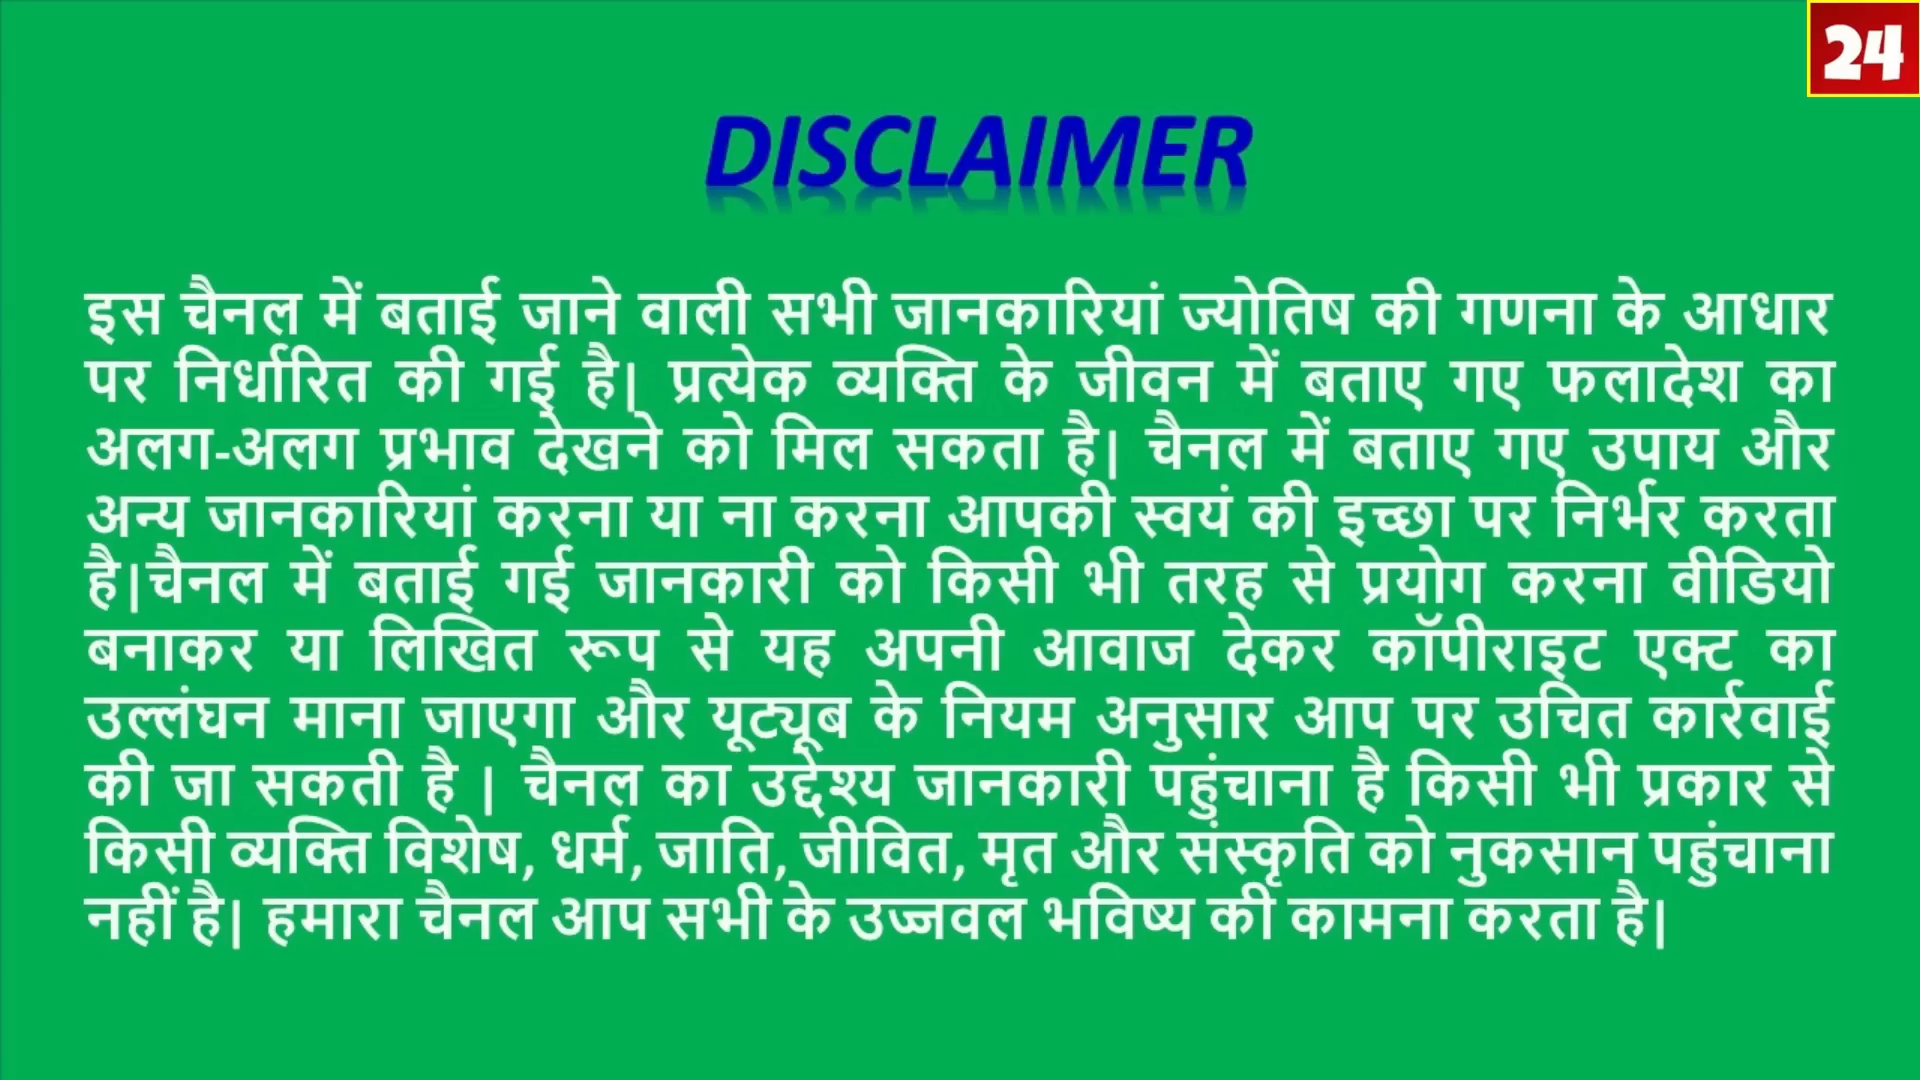 24
DISCLAIMER
इस चैनल में बताई जाने वाली सभी जानकारियां ज्योतिष की गणना के आधार
पर निर्धारित की गई है| प्रत्येक व्यक्ति के जीवन में बताए गए फलादेश का
अलग-अलग प्रभाव देखने को मिल सकता है| चैनल में बताए गए उपाय और
अन्य जानकारियां करना या ना करना आपकी स्वयं की इच्छा पर निर्भर करता
है|चैनल में बताई गई जानकारी को किसी भी तरह से प्रयोग करना वीडियो
बनाकर या लिखित रूप से यह अपनी आवाज देकर कॉपीराइट एक्ट का
उल्लंघन माना जाएगा और यूट्यूब के नियम अनुसार आप पर उचित कार्रवाई
की जा सकती है | चैनल का उद्देश्य जानकारी पहुंचाना है किसी भी प्रकार से
किसी व्यक्ति विशेष, धर्म, जाति, जीवित, मृत और संस्कृति को नुकसान पहुंचाना
नहीं है| हमारा चैनल आप सभी के उज्जवल भविष्य की कामना करता है|